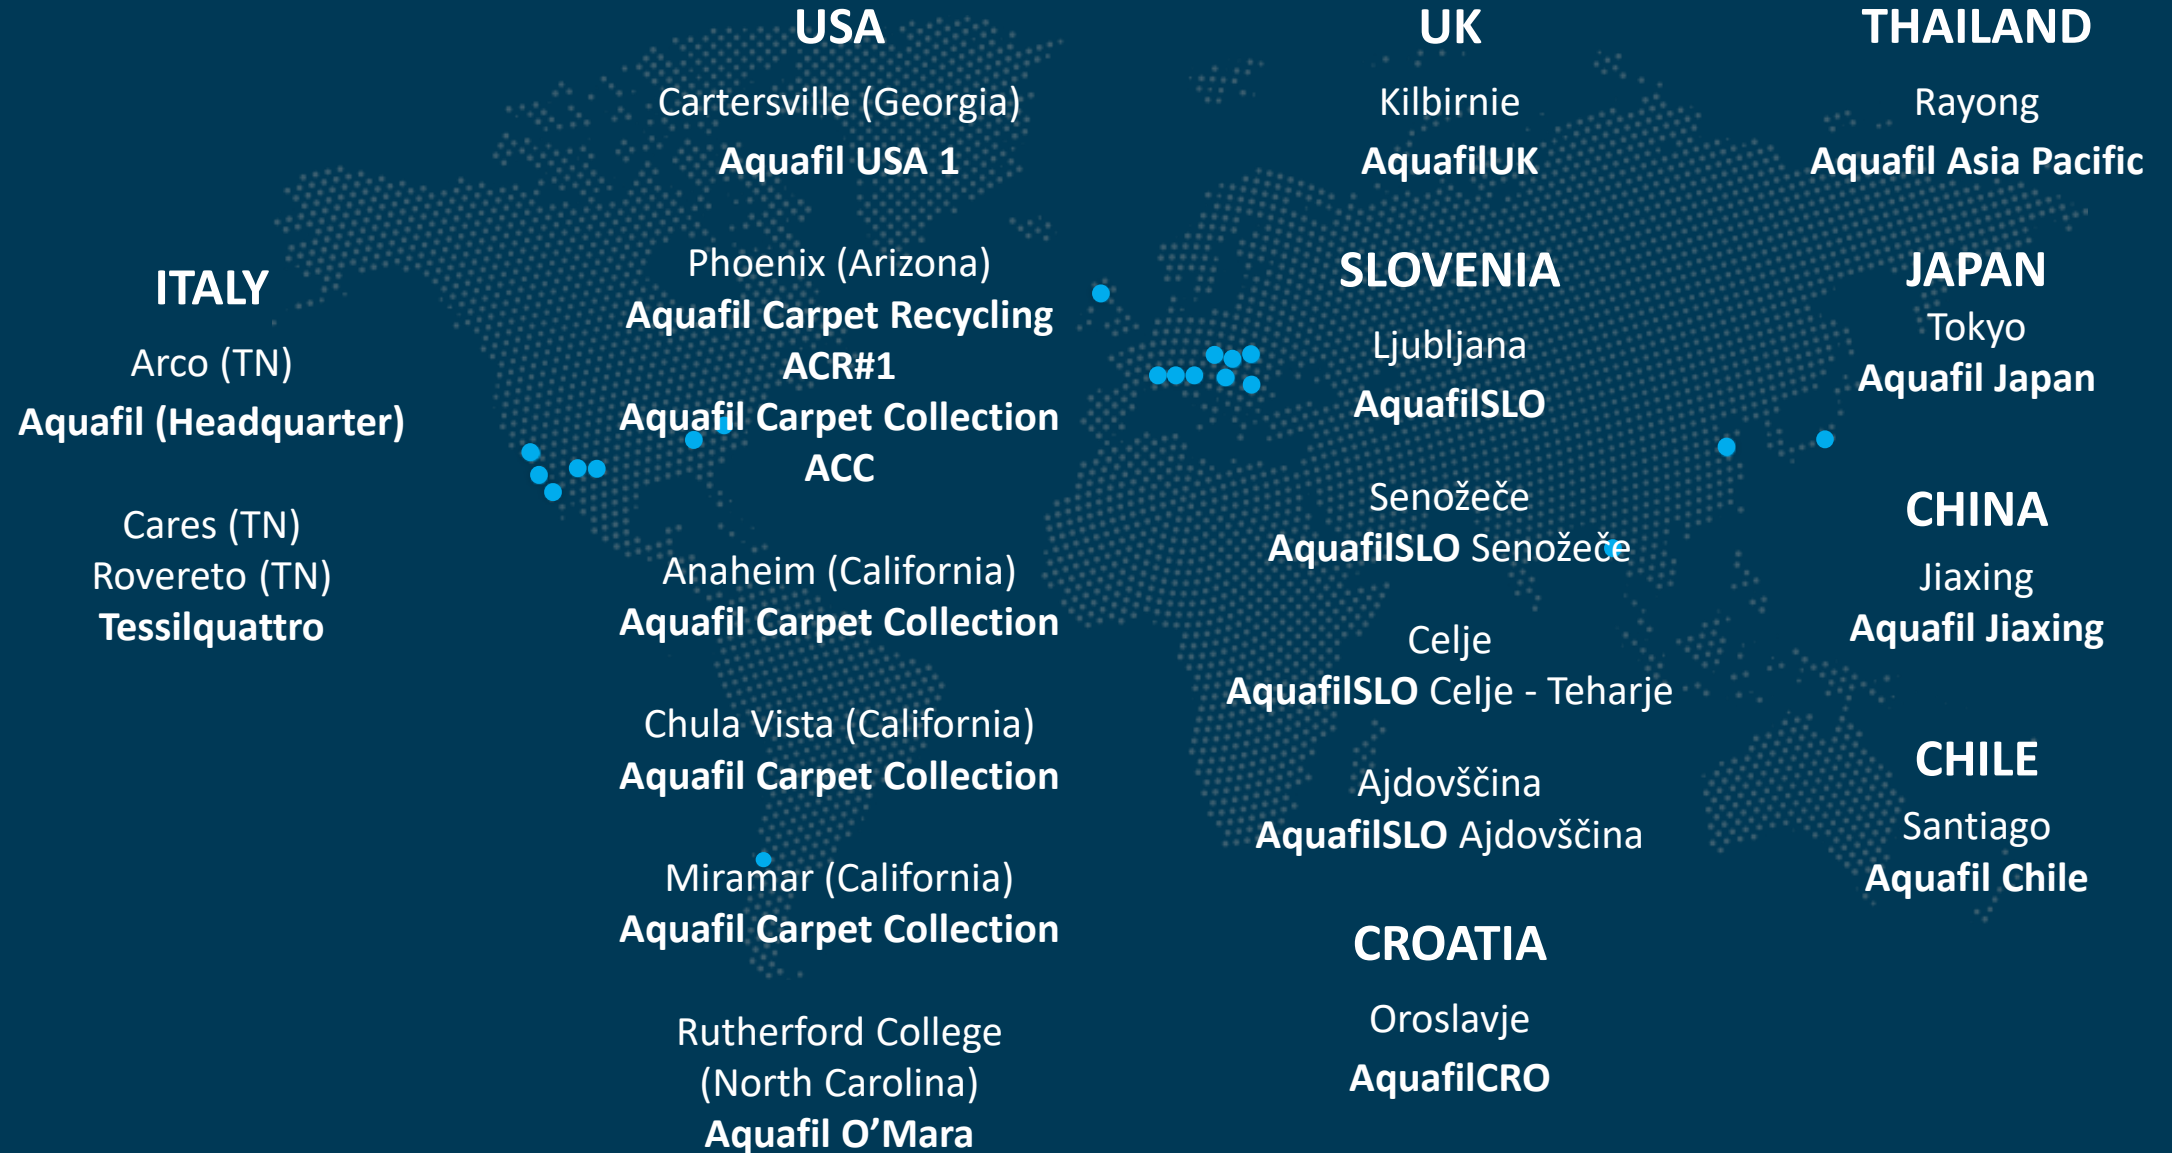 ITALY
Arco (TN)
Aquafil (Headquarter)
Cares (TN)
Rovereto (TN)
Tessilquattro
USA
Cartersville (Georgia)
Aquafil USA 1
Phoenix (Arizona)
Aquafil Carpet Recycling
ACR#1
Aquafil Carpet Collection
ACC
Anaheim (California)
Aquafil Carpet Collection
Chula Vista (California)
Aquafil Carpet Collection
Miramar (California)
Aquafil Carpet Collection
Rutherford College
(North Carolina)
Aquafil O’Mara
UK
Kilbirnie
AquafilUK
SLOVENIA
Ljubljana
AquafilSLO
Senožeče
AquafilSLO Senožeče
Celje
AquafilSLO Celje - Teharje
Ajdovščina
AquafilSLO Ajdovščina
CROATIA
Oroslavje
AquafilCRO
THAILAND
Rayong
Aquafil Asia Pacific
JAPAN
Tokyo
Aquafil Japan
CHINA
Jiaxing
Aquafil Jiaxing
CHILE
Santiago
Aquafil Chile